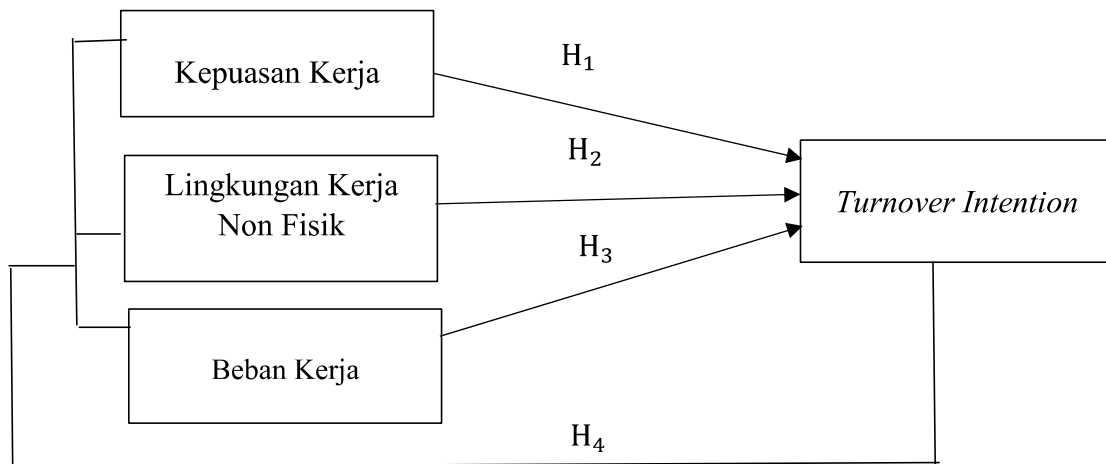 Kepuasan Kerja
H₁
Lingkungan Kerja
Non Fisik
H₂
Turnover Intention
H₃
Beban Kerja
H₄